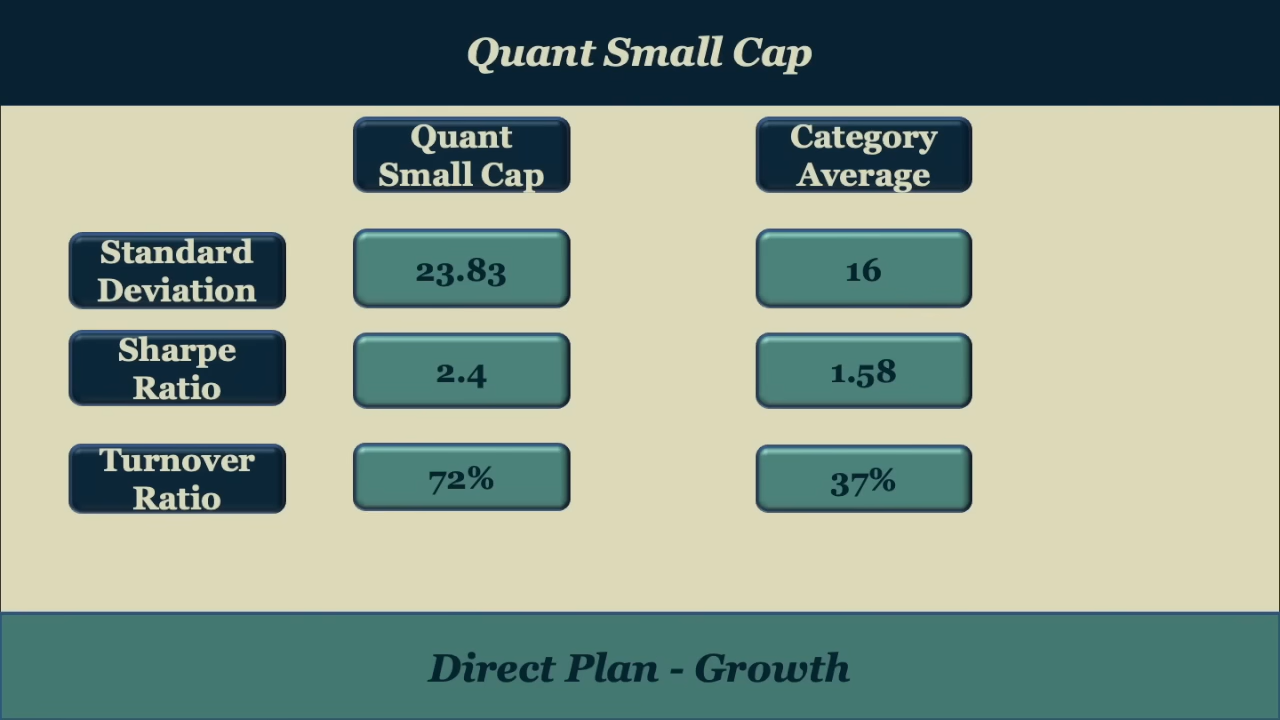 Quant Small Cap
Quant
Small Cap
Category
Average
Standard
Deviation
23.83
16
Sharpe
Ratio
2.4
1.58
Turnover
Ratio
72%
37%
Direct Plan - Growth